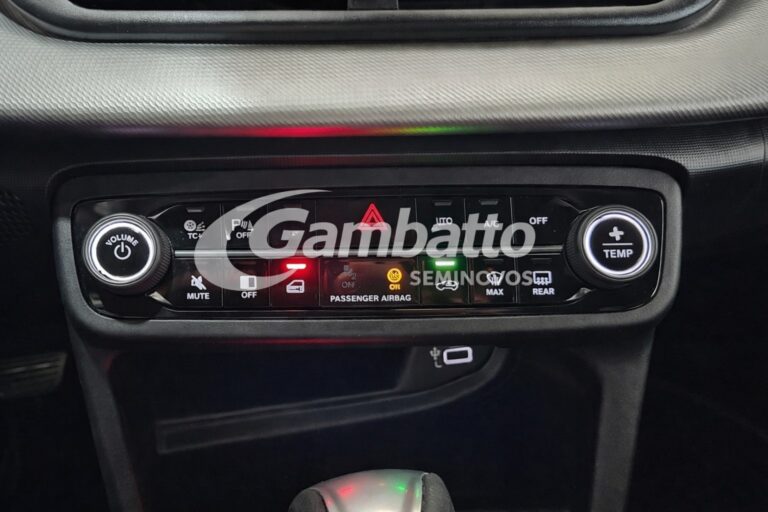 Gambatto
SEMINOVOS
TC+
P OFF
AUTO
A/C
OFF
VOLUME
TEMP
MUTE
OFF
ON
OFF
PASSENGER AIRBAG
MAX
REAR